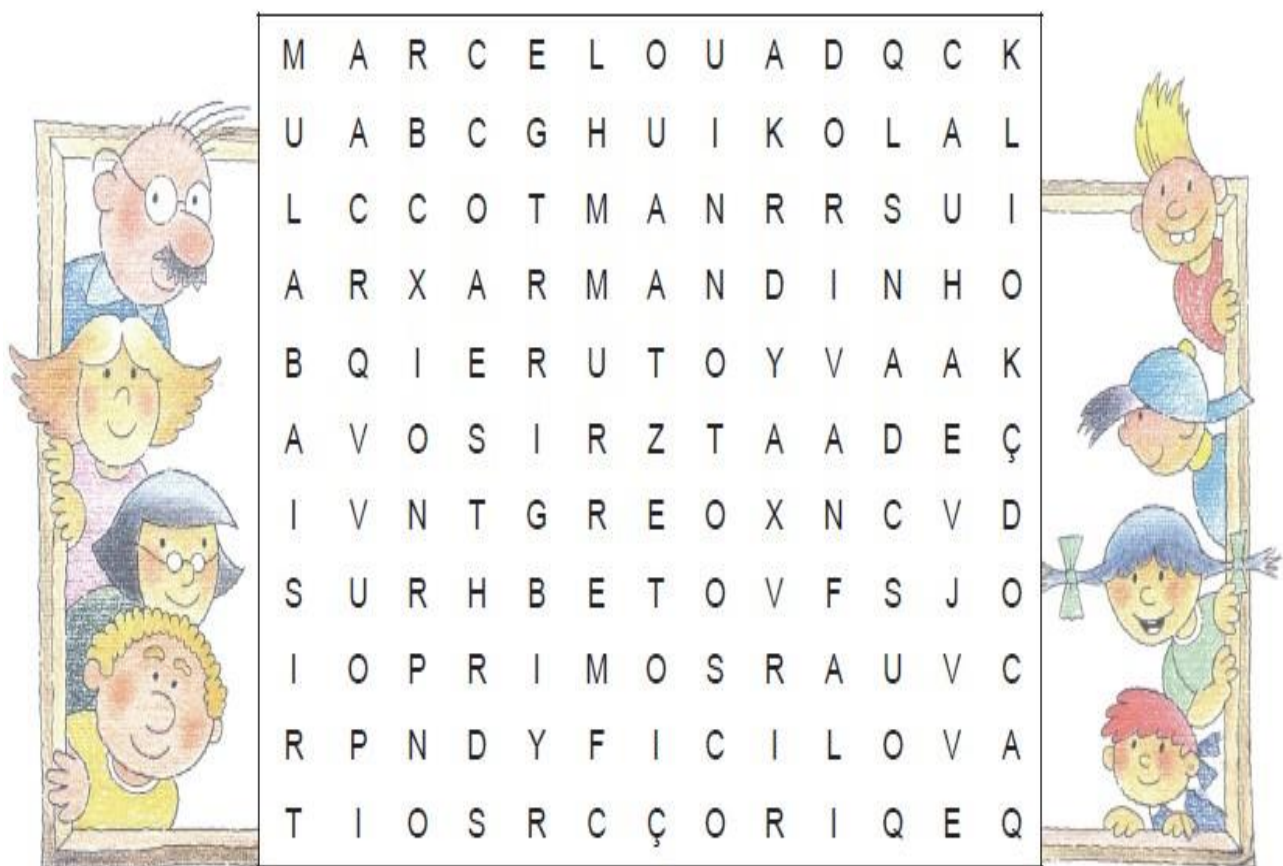 M A R C E L O U A D Q C K
U A B C G H U I K O L A L
L C C O T M A N R R S U I
A R X A R M A N D I N H O
B Q I E R U T O Y V A A K
A V O S I R Z T A A D E Ç
I V N T G R E O X N C V D
S U R H B E T O V F S J O
I O P R I M O S R A U V C
R P N D Y F I C I L O V A
T I O S R C Ç O R I Q E Q